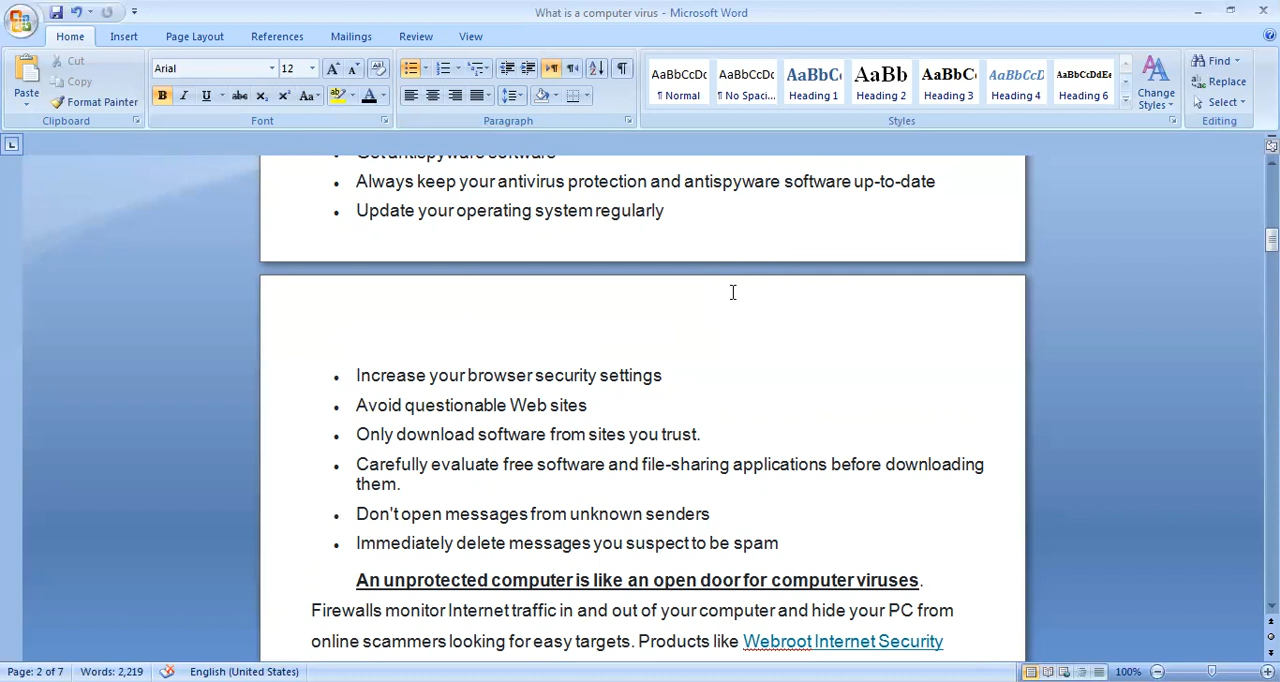 What is a computer virus - Microsoft Word
Home Insert Page Layout References Mailings Review View
Paste
Cut
Copy
Format Painter
Clipboard
Arial 12
B I U abc X₂ X² Aa A
Font
Paragraph
AaBbCcDc AaBbCcDc AaBbC AaBb AaBbC AaBbCcD AaBbCcDdEe
¶ Normal ¶ No Spaci... Heading 1 Heading 2 Heading 3 Heading 4 Heading 6
Change Styles
Styles
Find
Replace
Select
Editing
Get antispyware software
Always keep your antivirus protection and antispyware software up-to-date
Update your operating system regularly
Increase your browser security settings
Avoid questionable Web sites
Only download software from sites you trust.
Carefully evaluate free software and file-sharing applications before downloading
them.
Don't open messages from unknown senders
Immediately delete messages you suspect to be spam
An unprotected computer is like an open door for computer viruses.
Firewalls monitor Internet traffic in and out of your computer and hide your PC from
online scammers looking for easy targets. Products like Webroot Internet Security
Page: 2 of 7 Words: 2,219 English (United States) 100%